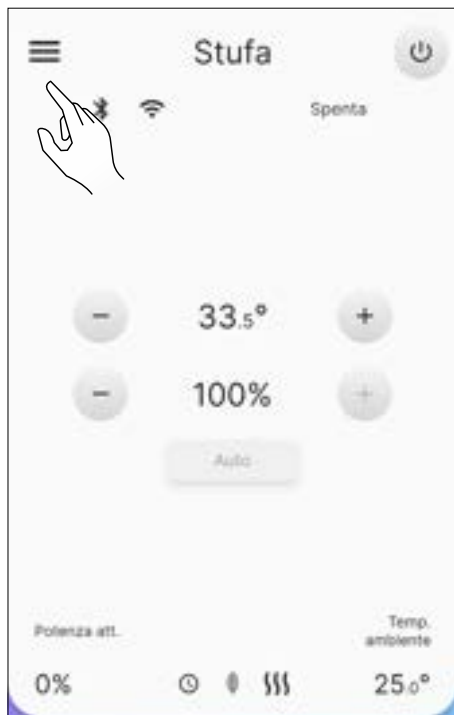 Stufa
Spenta
− 33.5° +
− 100% +
Auto
Potenza att.
Temp.
ambiente
0% 25.0°